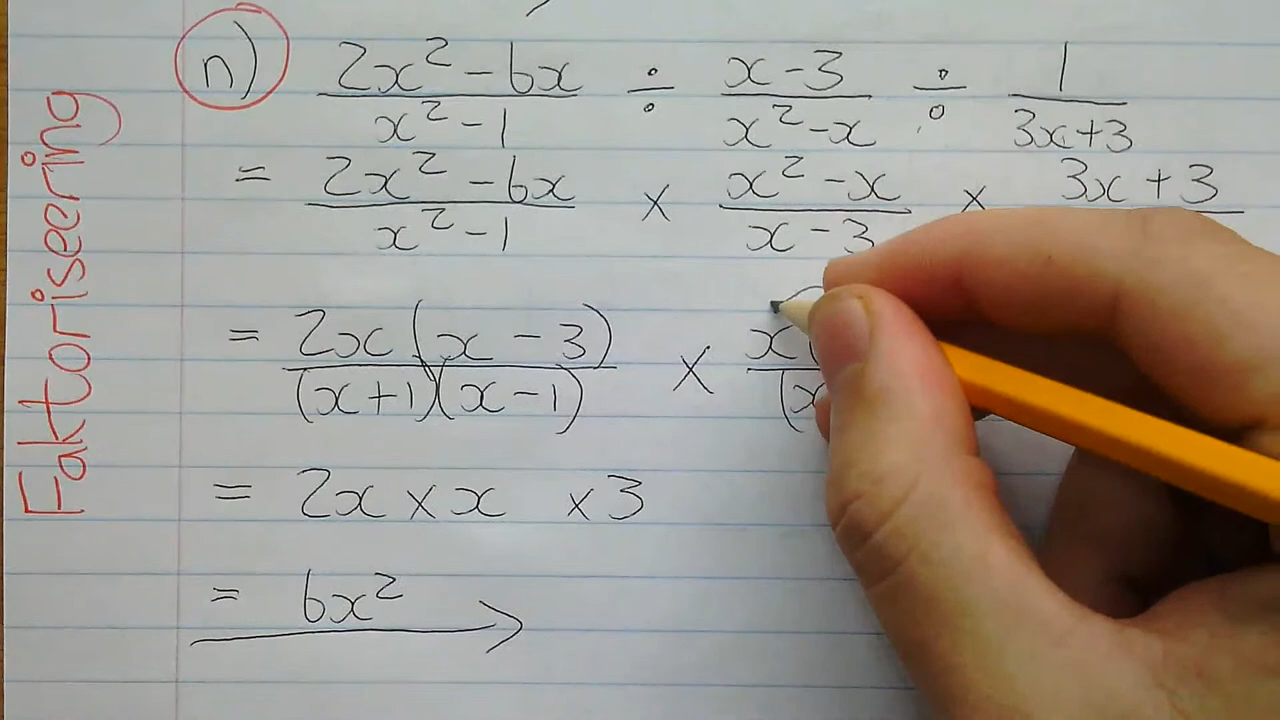 Faktoriseering
n) 2x² - 6x / x² - 1 ÷ x - 3 / x² - x ÷ 1 / 3x + 3
= 2x² - 6x / x² - 1 × x² - x / x - 3 × 3x + 3
= 2x(x - 3) / (x + 1)(x - 1) × x( / (x
= 2x × x × 3
= 6x²